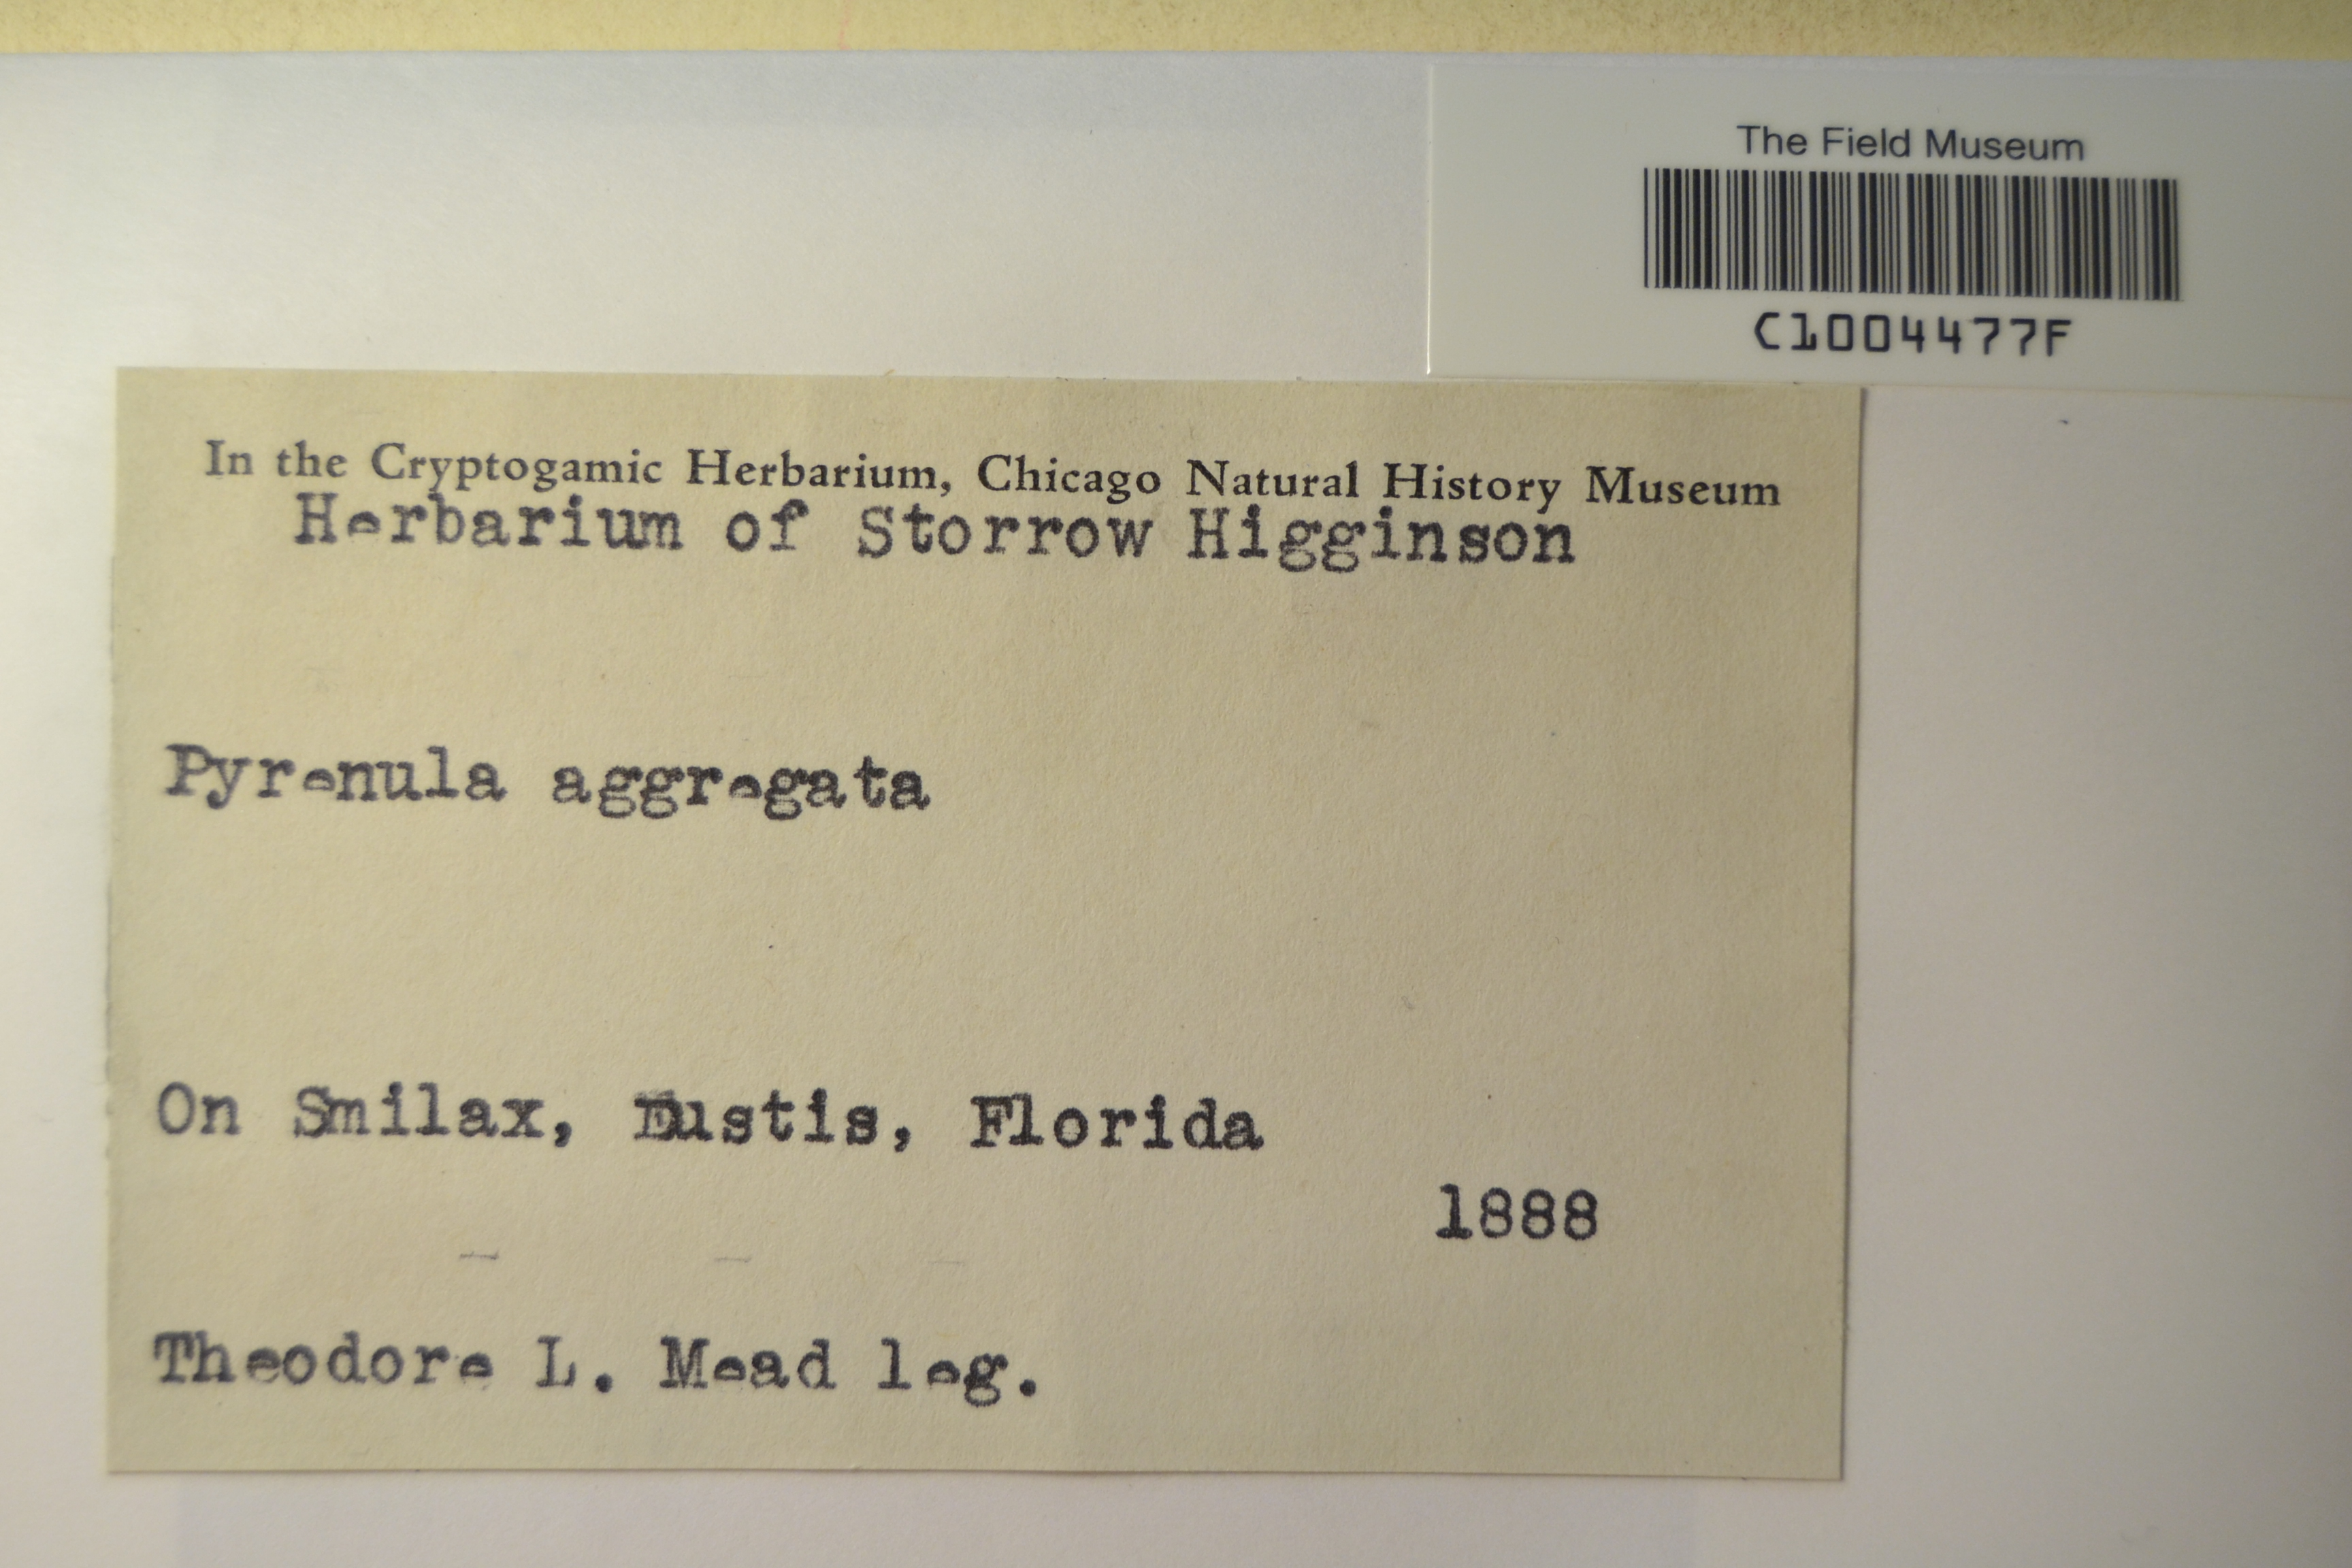 The Field Museum
C1004477F
In the Cryptogamic Herbarium, Chicago Natural History Museum
Herbarium of Storrow Higginson
Pyrenula aggregata
On Smilax, Eustis, Florida
1888
Theodore L. Mead leg.